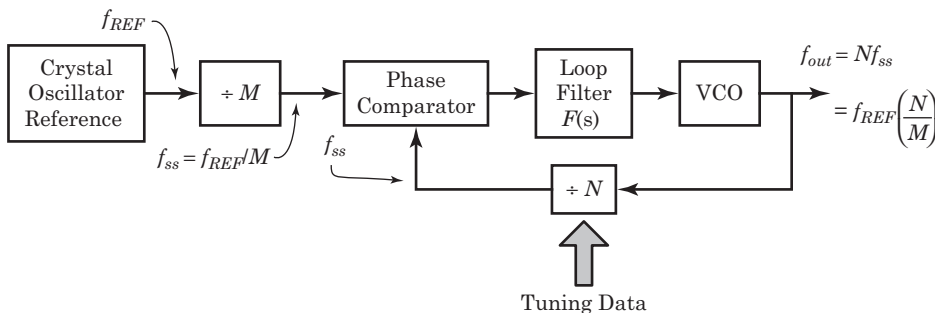 f_REF
Crystal
Oscillator
Reference
÷ M
Phase
Comparator
Loop
Filter
F(s)
VCO
f_out = Nf_ss
= f_REF (N/M)
f_ss = f_REF/M
f_ss
÷ N
Tuning Data